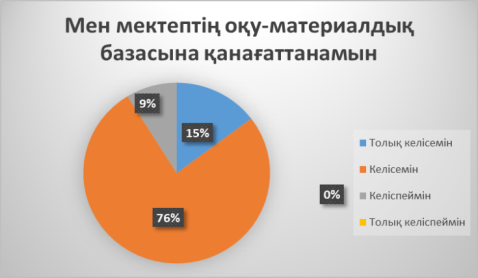 Мен мектептің оқу-материалдық
базасына қанағаттанамын
9%
15%
76%
0%
Толық келісемін
Келісемін
Келіспеймін
Толық келіспеймін